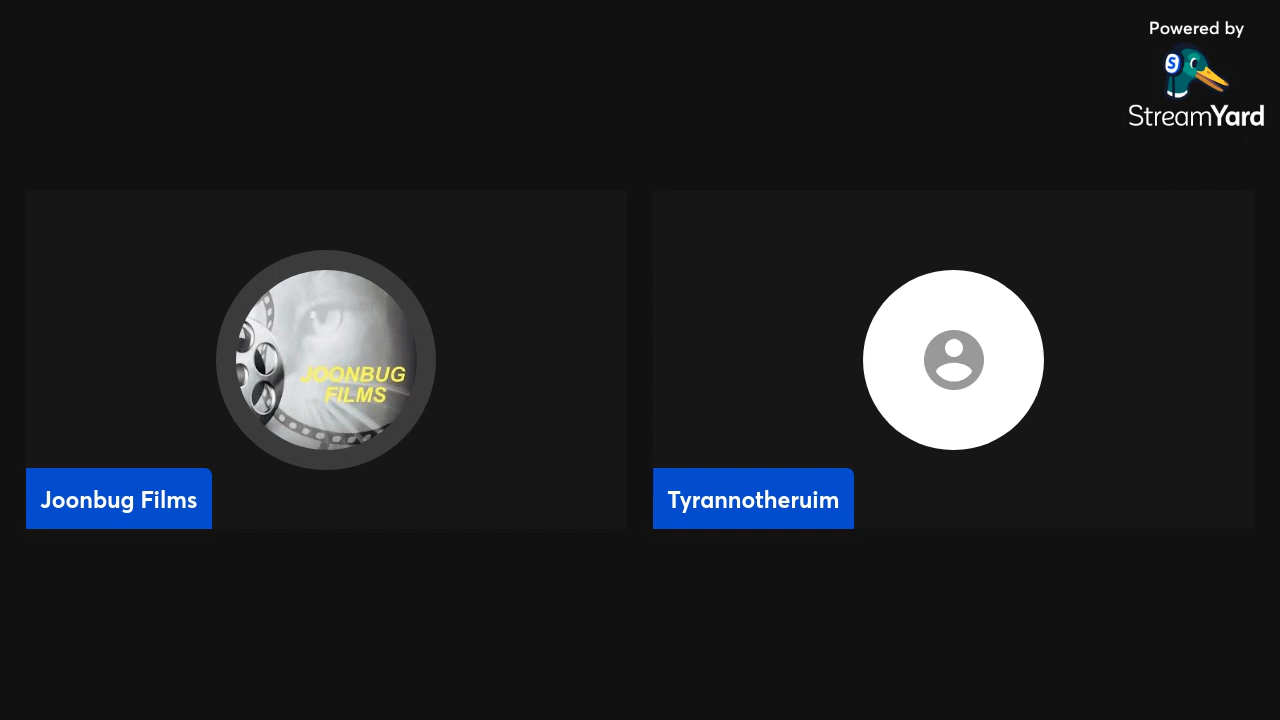 Powered by
S
StreamYard
JOONBUG
FILMS
Joonbug Films
Tyrannotheruim